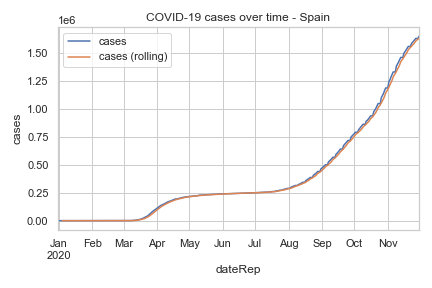 COVID-19 cases over time - Spain
1e6
cases
cases (rolling)
1.50
1.25
1.00
0.75
0.50
0.25
0.00
cases
Jan Feb Mar Apr May Jun Jul Aug Sep Oct Nov
2020
dateRep